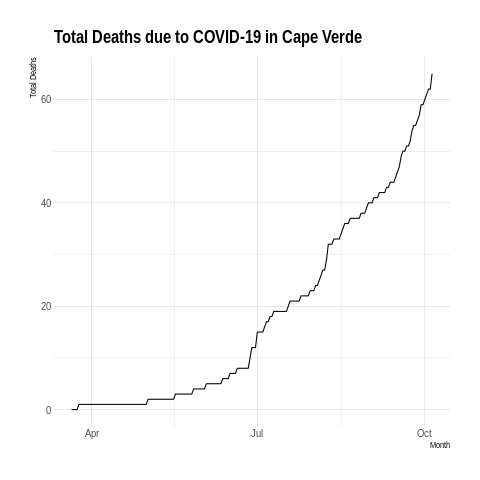 Total Deaths due to COVID-19 in Cape Verde
Total Deaths
60
40
20
0
Apr
Jul
Oct
Month